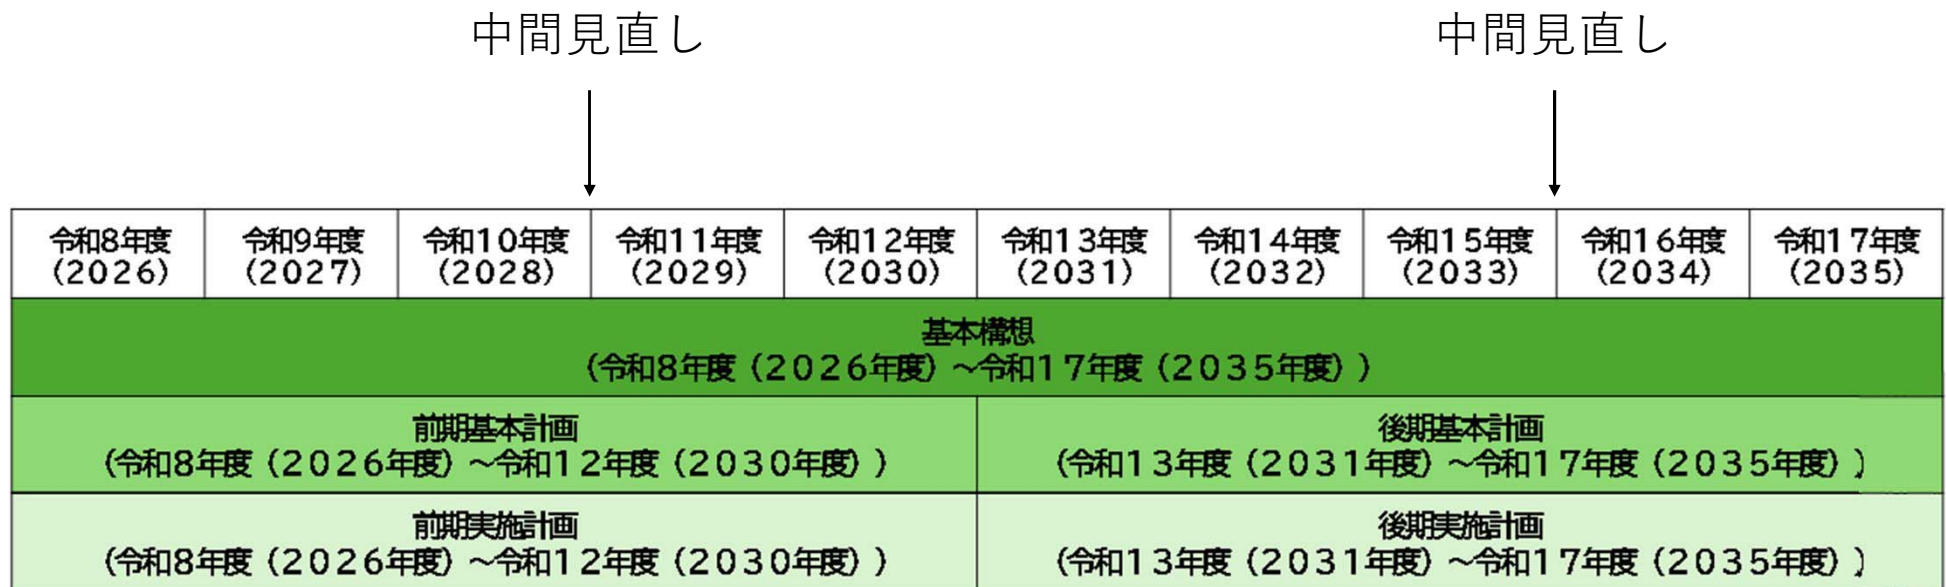 中間見直し 中間見直し
令和8年度 令和9年度 令和10年度 令和11年度 令和12年度 令和13年度 令和14年度 令和15年度 令和16年度 令和17年度
(2026) (2027) (2028) (2029) (2030) (2031) (2032) (2033) (2034) (2035)
基本構想
(令和8年度(2026年度)~令和17年度(2035年度))
前期基本計画 後期基本計画
(令和8年度(2026年度)~令和12年度(2030年度)) (令和13年度(2031年度)~令和17年度(2035年度))
前期実施計画 後期実施計画
(令和8年度(2026年度)~令和12年度(2030年度)) (令和13年度(2031年度)~令和17年度(2035年度))